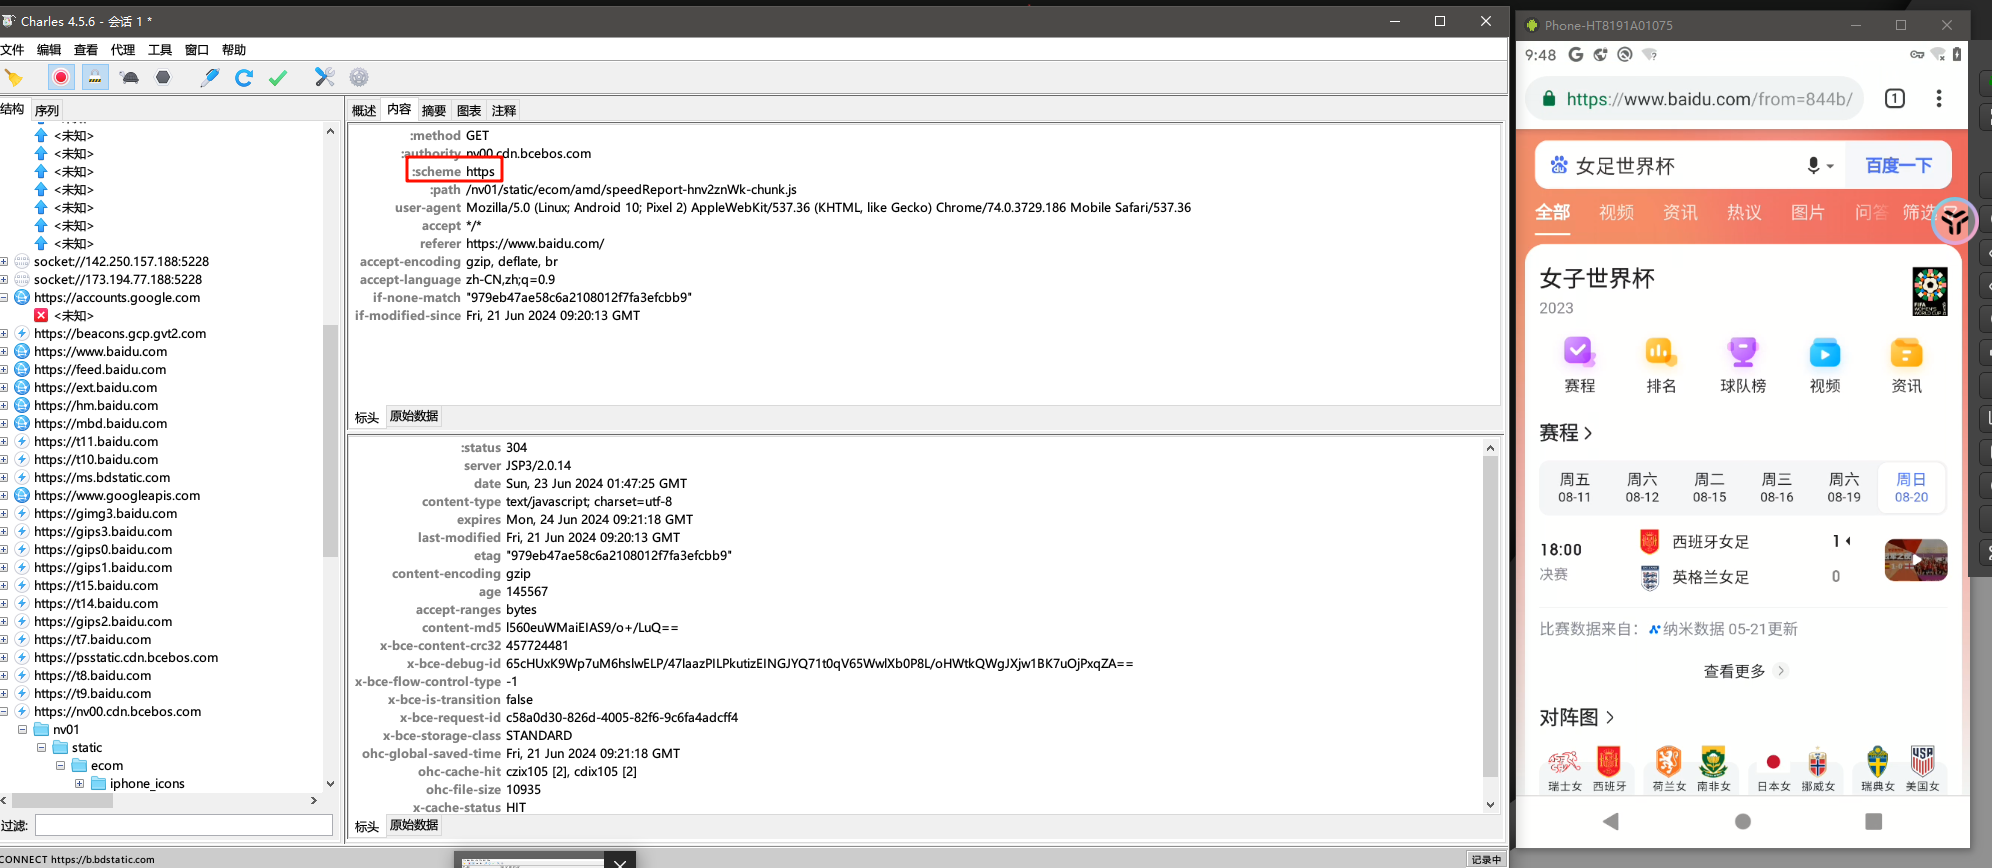 Charles 4.5.6 - 会话 1 *
文件 编辑 查看 代理 工具 窗口 帮助
结构 序列
<未知>
<未知>
<未知>
<未知>
<未知>
<未知>
<未知>
socket://142.250.157.188:5228
socket://173.194.77.188:5228
https://accounts.google.com
<未知>
https://beacons.gcp.gvt2.com
https://www.baidu.com
https://feed.baidu.com
https://ext.baidu.com
https://hm.baidu.com
https://mbd.baidu.com
https://t11.baidu.com
https://t10.baidu.com
https://ms.bdstatic.com
https://www.googleapis.com
https://gimg3.baidu.com
https://gips3.baidu.com
https://gips0.baidu.com
https://gips1.baidu.com
https://t15.baidu.com
https://t14.baidu.com
https://gips2.baidu.com
https://t7.baidu.com
https://psstatic.cdn.bcebos.com
https://t8.baidu.com
https://t9.baidu.com
https://nv00.cdn.bcebos.com
nv01
static
ecom
iphone_icons
过滤:
CONNECT https://b.bdstatic.com
概述 内容 摘要 图表 注释
:method GET
:authority nv00.cdn.bcebos.com
:scheme https
:path /nv01/static/ecom/amd/speedReport-hnv2znWk-chunk.js
user-agent Mozilla/5.0 (Linux; Android 10; Pixel 2) AppleWebKit/537.36 (KHTML, like Gecko) Chrome/74.0.3729.186 Mobile Safari/537.36
accept */*
referer https://www.baidu.com/
accept-encoding gzip, deflate, br
accept-language zh-CN,zh;q=0.9
if-none-match "979eb47ae58c6a2108012f7fa3efcbb9"
if-modified-since Fri, 21 Jun 2024 09:20:13 GMT
标头 原始数据
:status 304
server JSP3/2.0.14
date Sun, 23 Jun 2024 01:47:25 GMT
content-type text/javascript; charset=utf-8
expires Mon, 24 Jun 2024 09:21:18 GMT
last-modified Fri, 21 Jun 2024 09:20:13 GMT
etag "979eb47ae58c6a2108012f7fa3efcbb9"
content-encoding gzip
age 145567
accept-ranges bytes
content-md5 l560euWMaiEIAS9/o+/LuQ==
x-bce-content-crc32 457724481
x-bce-debug-id 65cHUxK9Wp7uM6hslwELP/47laazPILPkutizEINGJYQ71t0qV65WwlXb0P8L/oHWtkQWgJXjw1BK7uOjPxqZA==
x-bce-flow-control-type -1
x-bce-is-transition false
x-bce-request-id c58a0d30-826d-4005-82f6-9c6fa4adcff4
x-bce-storage-class STANDARD
ohc-global-saved-time Fri, 21 Jun 2024 09:21:18 GMT
ohc-cache-hit czix105 [2], cdix105 [2]
ohc-file-size 10935
x-cache-status HIT
标头 原始数据
记录中
Phone-HT8191A01075
9:48
https://www.baidu.com/from=844b/
1
女足世界杯 百度一下
全部 视频 资讯 热议 图片 问答 筛选
女子世界杯
2023
赛程 排名 球队榜 视频 资讯
赛程
周五 周六 周二 周三 周六 周日
08-11 08-12 08-15 08-16 08-19 08-20
18:00 西班牙女足 1
决赛 英格兰女足 0
比赛数据来自: 纳米数据 05-21更新
查看更多
对阵图
瑞士女 西班牙 荷兰女 南非女 日本女 挪威女 瑞典女 美国女